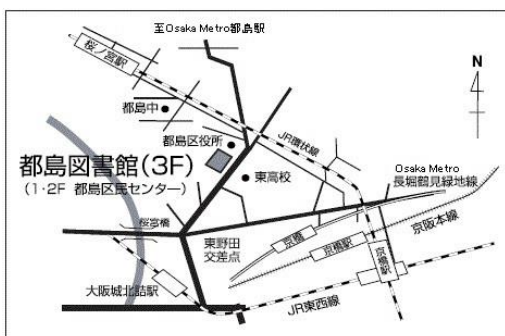 至Osaka Metro都島駅
桜ノ宮駅
N
都島中
都島区役所
JR環状線
都島図書館(3F)
(1・2F 都島区民センター)
東高校
Osaka Metro
長堀鶴見緑地線
京阪本線
桜宮橋
東野田
交差点
京橋
京橋駅
京橋駅
大阪城北詰駅
JR東西線